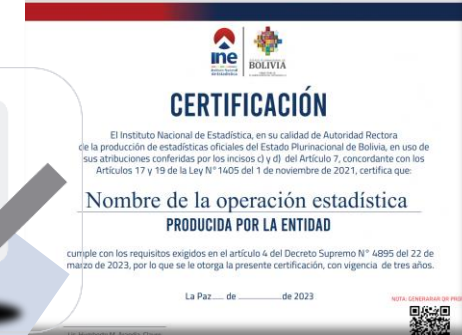 ine
BOLIVIA
CERTIFICACIÓN
El Instituto Nacional de Estadística, en su calidad de Autoridad Rectora
de la producción de estadísticas oficiales del Estado Plurinacional de Bolivia, en uso de
sus atribuciones conferidas por los incisos c) y d) del Artículo 7, concordante con los
Artículos 17 y 19 de la Ley N° 1405 del 1 de noviembre de 2021, certifica que:
Nombre de la operación estadística
PRODUCIDA POR LA ENTIDAD
cumple con los requisitos exigidos en el artículo 4 del Decreto Supremo N° 4895 del 22 de
marzo de 2023, por lo que se le otorga la presente certificación, con vigencia de tres años.
La Paz..... de ................de 2023
NOTA: GENERARAR QR